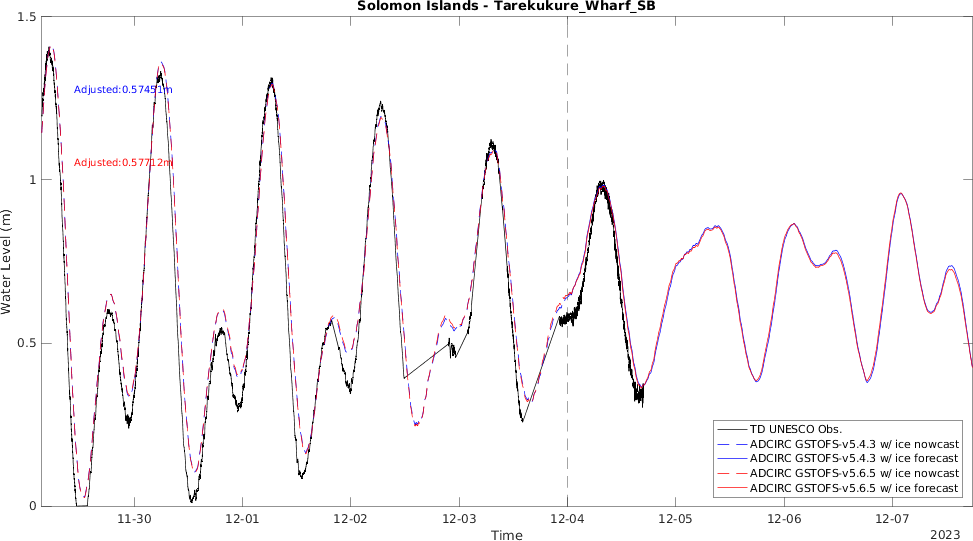 Solomon Islands - Tarekukure_Wharf_SB
1.5
1
0.5
0
Water Level (m)
Adjusted:0.57451m
Adjusted:0.57712m
TD UNESCO Obs.
ADCIRC GSTOFS-v5.4.3 w/ ice nowcast
ADCIRC GSTOFS-v5.4.3 w/ ice forecast
ADCIRC GSTOFS-v5.6.5 w/ ice nowcast
ADCIRC GSTOFS-v5.6.5 w/ ice forecast
11-30 12-01 12-02 12-03 12-04 12-05 12-06 12-07
Time
2023